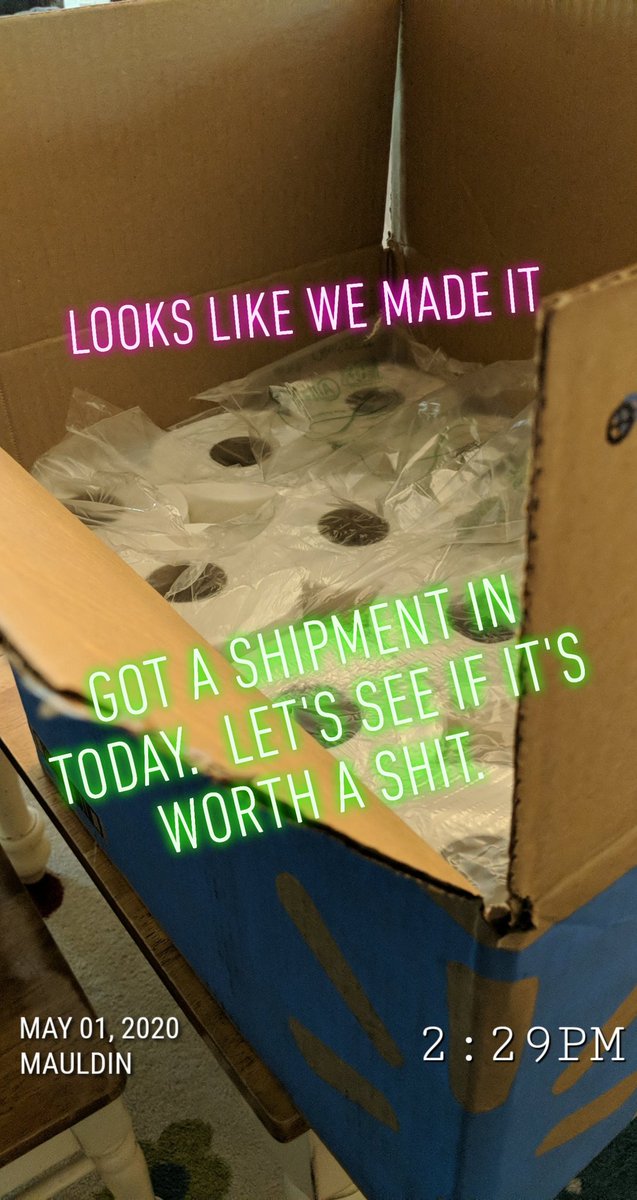 LOOKS LIKE WE MADE IT
GOT A SHIPMENT IN
TODAY. LET'S SEE IF IT'S
WORTH A SHIT.
MAY 01, 2020
MAULDIN
2:29PM